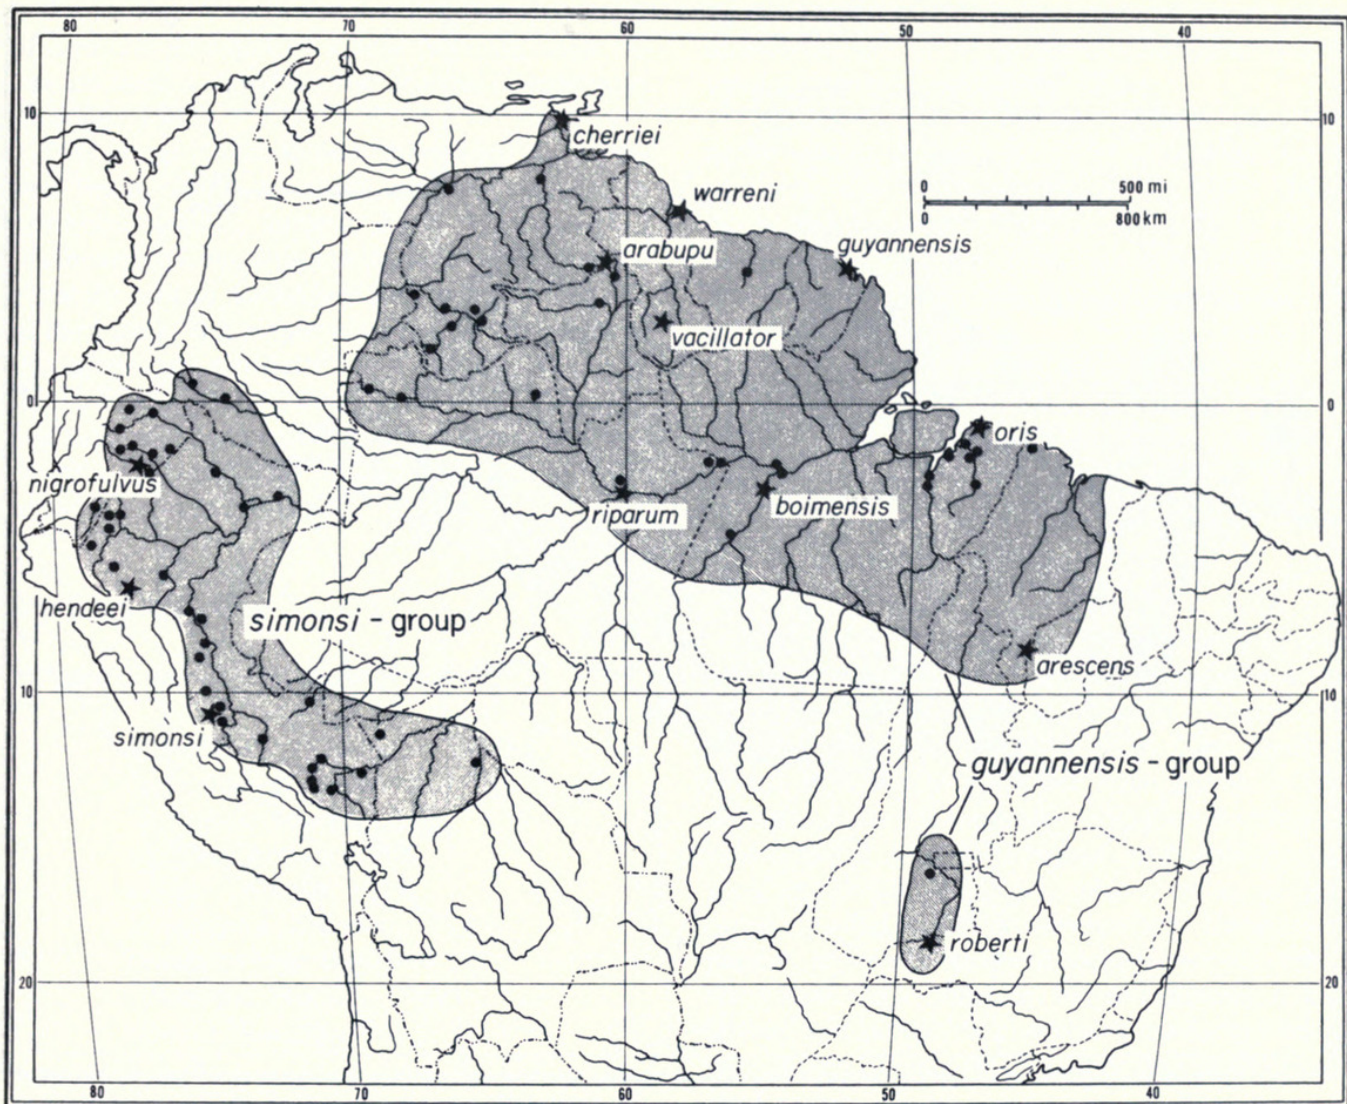 80 70 60 50 40
10 10
cherriei
0 500 mi
0 800 km
warreni
arabupu
guyannensis
vacillator
0 0
oris
nigrofulvus
riparum
boimensis
hendeei
simonsi - group
arescens
10 10
simonsi
guyannensis - group
roberti
20 20
80 70 60 50 40